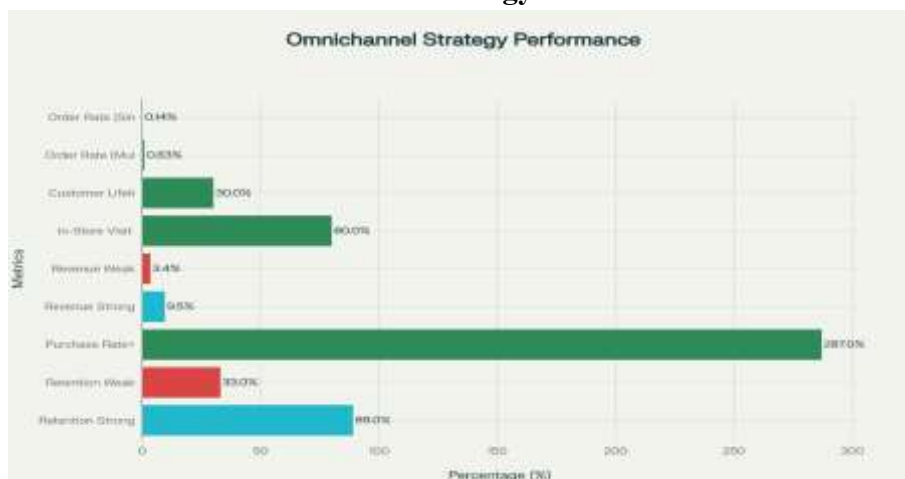 Omnichannel Strategy Performance
Order Rate (Sin 0.14%
Order Rate (Mul 0.83%
Customer Lifeti 30.0%
In-Store Visit 80.0%
Revenue Weak 3.4%
Revenue Strong 9.5%
Purchase Rate+ 287.0%
Retention Weak 33.0%
Retention Strong 89.0%
Metrics
0 50 100 150 200 250 300
Percentage (%)